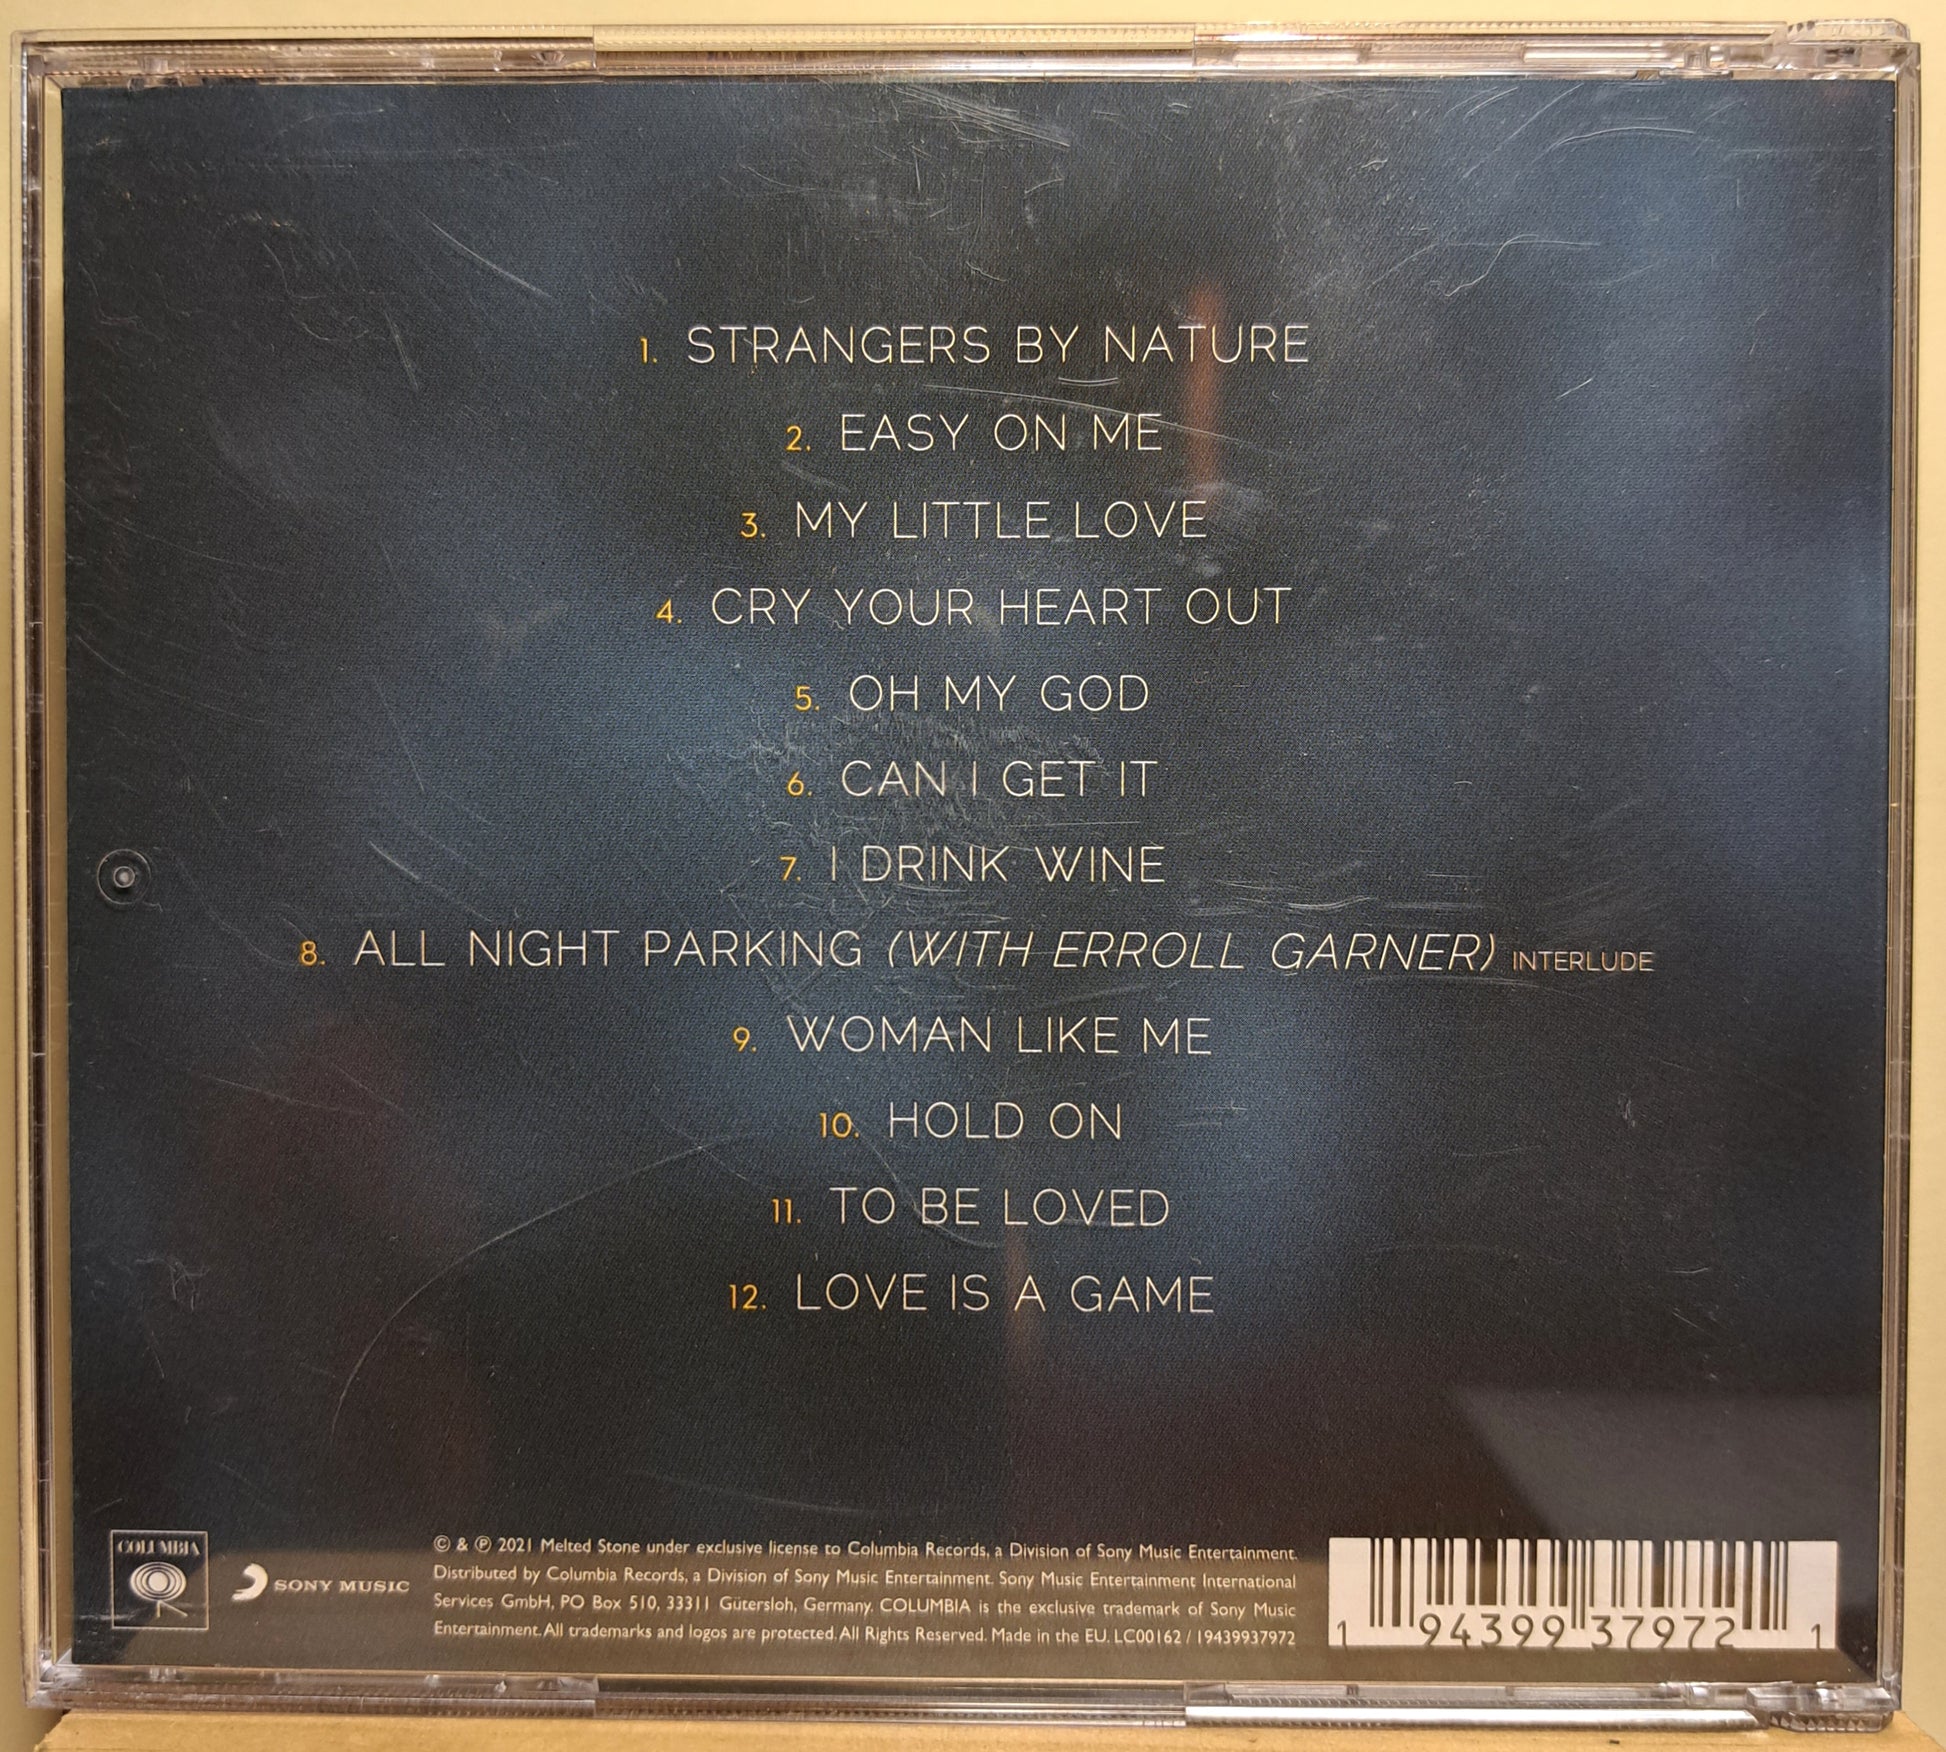 1. STRANGERS BY NATURE
2. EASY ON ME
3. MY LITTLE LOVE
4. CRY YOUR HEART OUT
5. OH MY GOD
6. CAN I GET IT
7. I DRINK WINE
8. ALL NIGHT PARKING (WITH ERROLL GARNER) INTERLUDE
9. WOMAN LIKE ME
10. HOLD ON
11. TO BE LOVED
12. LOVE IS A GAME
COLUMBIA
SONY MUSIC
© & ℗ 2021 Melted Stone under exclusive license to Columbia Records, a Division of Sony Music Entertainment.
Distributed by Columbia Records, a Division of Sony Music Entertainment. Sony Music Entertainment International
Services GmbH, PO Box 510, 33311 Gütersloh, Germany. COLUMBIA is the exclusive trademark of Sony Music
Entertainment. All trademarks and logos are protected. All Rights Reserved. Made in the EU. LC00162 / 19439937972
1 94399 37972 1